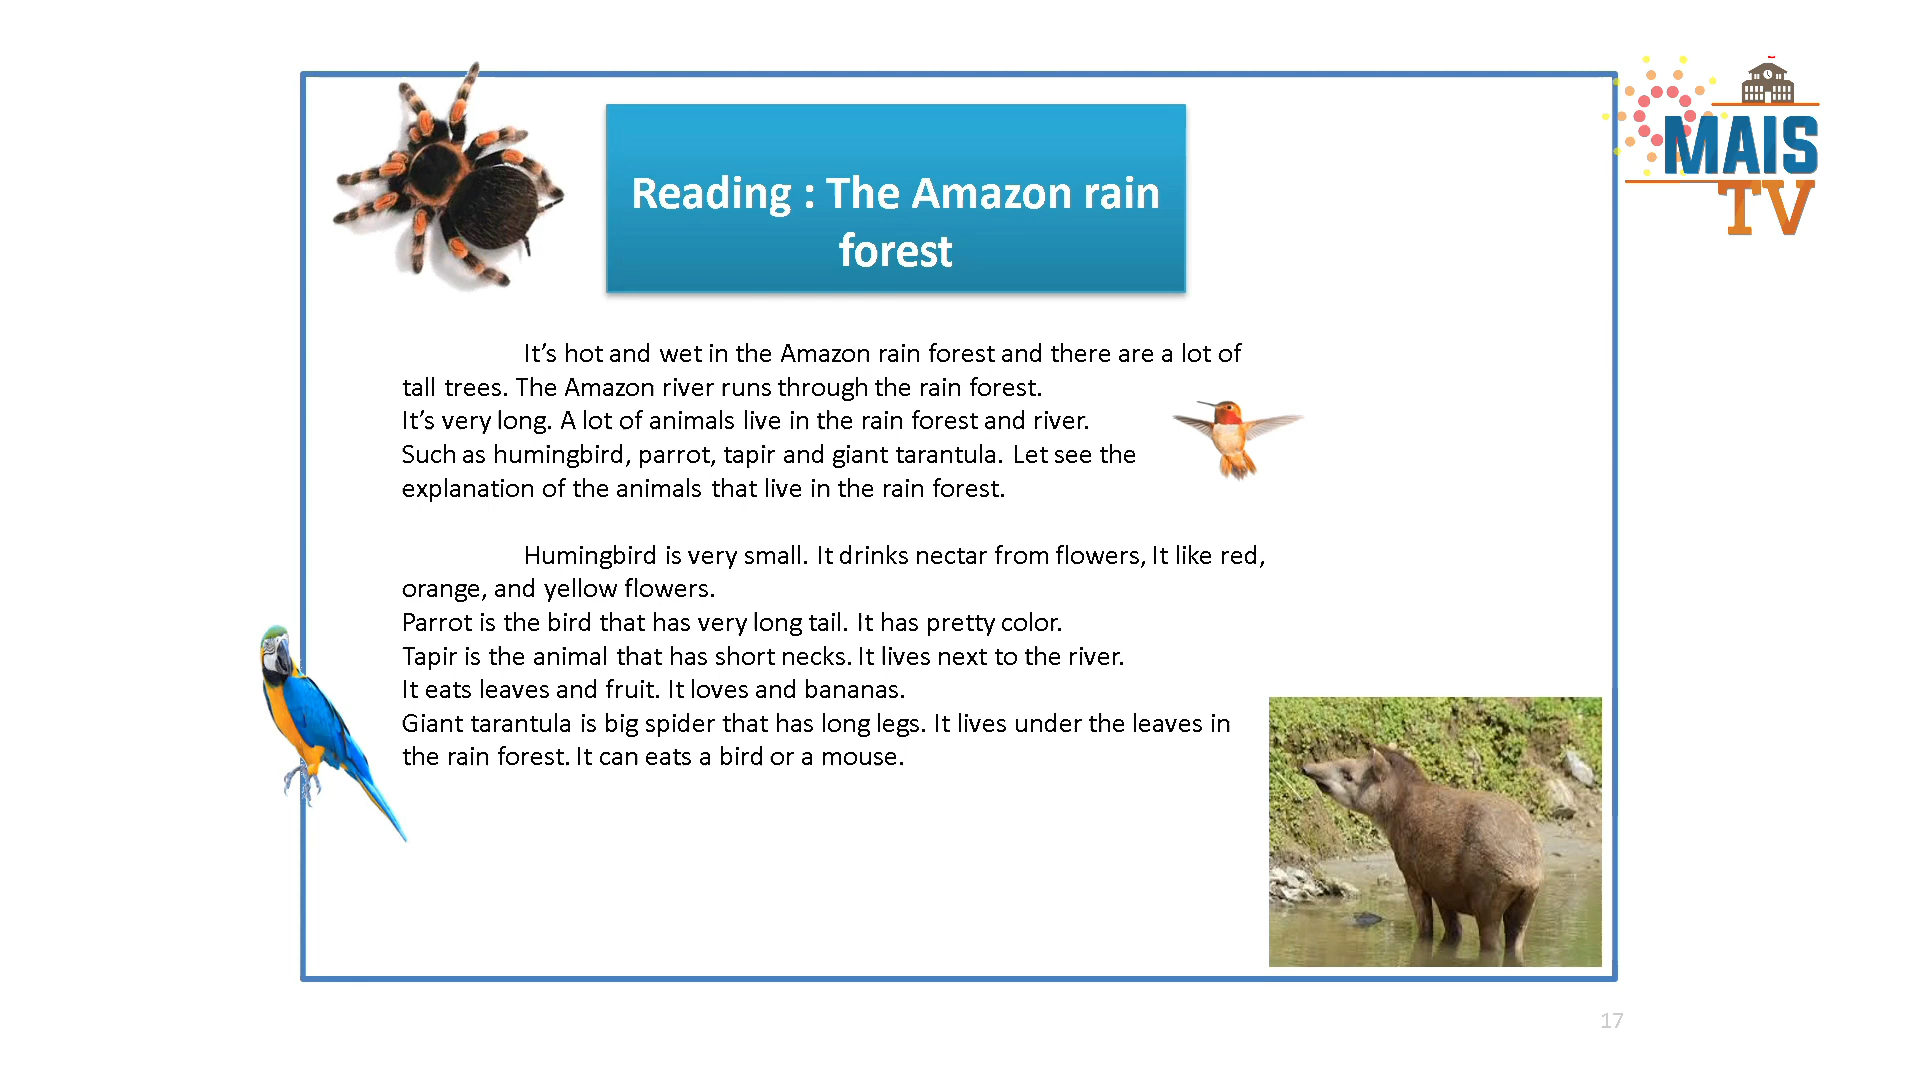 MAIS
TV
Reading : The Amazon rain
forest
It’s hot and wet in the Amazon rain forest and there are a lot of
tall trees. The Amazon river runs through the rain forest.
It’s very long. A lot of animals live in the rain forest and river.
Such as humingbird, parrot, tapir and giant tarantula. Let see the
explanation of the animals that live in the rain forest.
Humingbird is very small. It drinks nectar from flowers, It like red,
orange, and yellow flowers.
Parrot is the bird that has very long tail. It has pretty color.
Tapir is the animal that has short necks. It lives next to the river.
It eats leaves and fruit. It loves and bananas.
Giant tarantula is big spider that has long legs. It lives under the leaves in
the rain forest. It can eats a bird or a mouse.
17